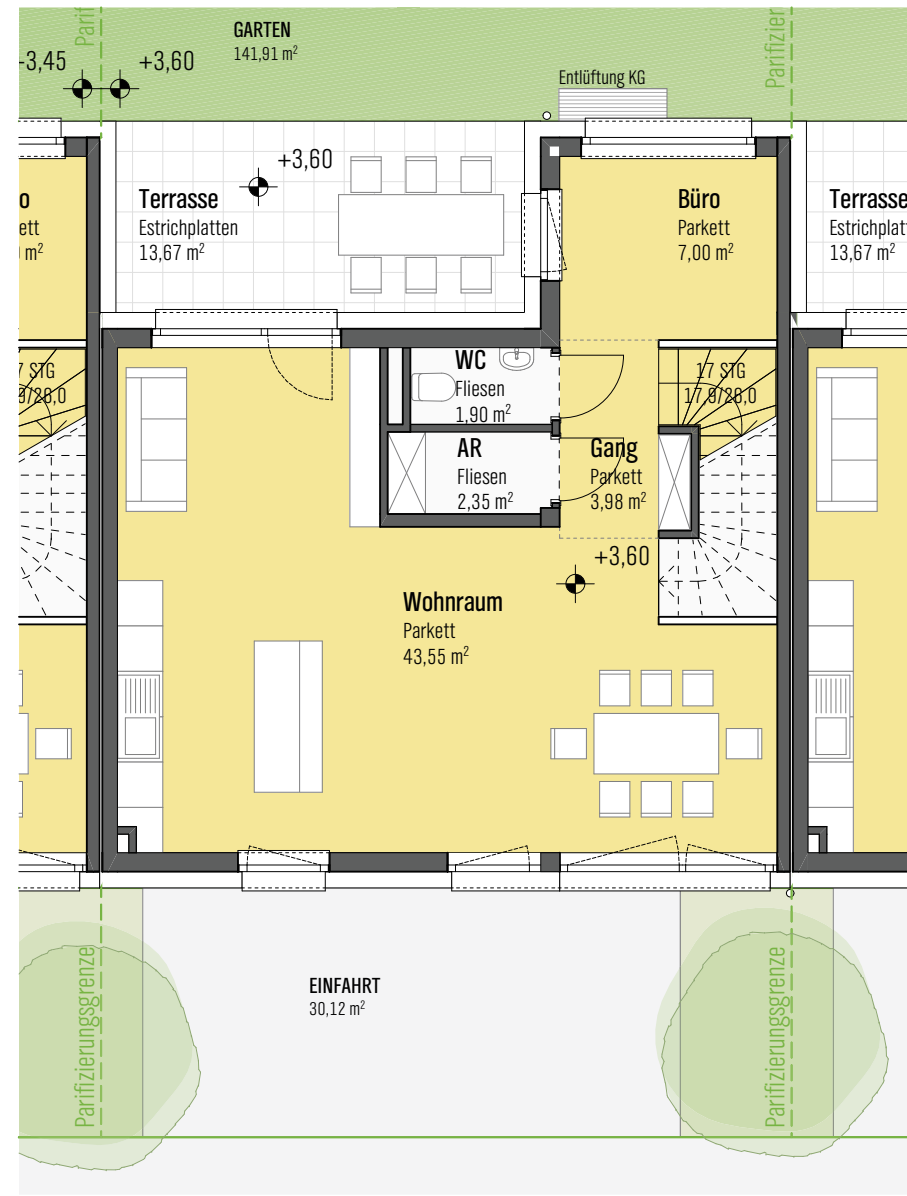 GARTEN
141,91 m²
-3,45
+3,60
Entlüftung KG
+3,60
Terrasse
Estrichplatten
13,67 m²
Büro
Parkett
7,00 m²
Terrasse
13,67 m²
m²
STG
WC
Fliesen
1,90 m²
17 STG
17,9/28,0
AR
Fliesen
2,35 m²
Gang
Parkett
3,98 m²
+3,60
Wohnraum
Parkett
43,55 m²
EINFAHRT
30,12 m²
Parifizierungsgrenze
Parifizierungsgrenze